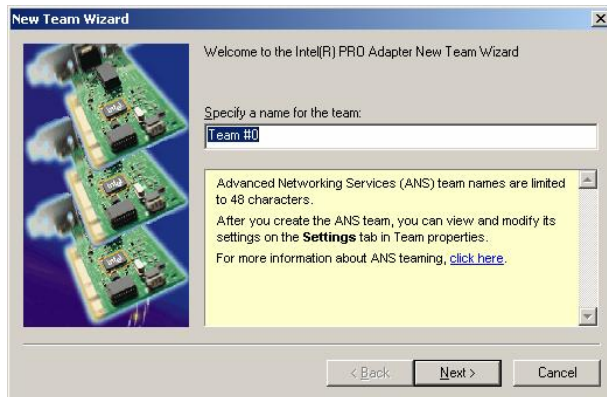 New Team Wizard
Welcome to the Intel(R) PRO Adapter New Team Wizard
Specify a name for the team:
Team #0
Advanced Networking Services (ANS) team names are limited
to 48 characters.
After you create the ANS team, you can view and modify its
settings on the Settings tab in Team properties.
For more information about ANS teaming, click here.
< Back
Next >
Cancel